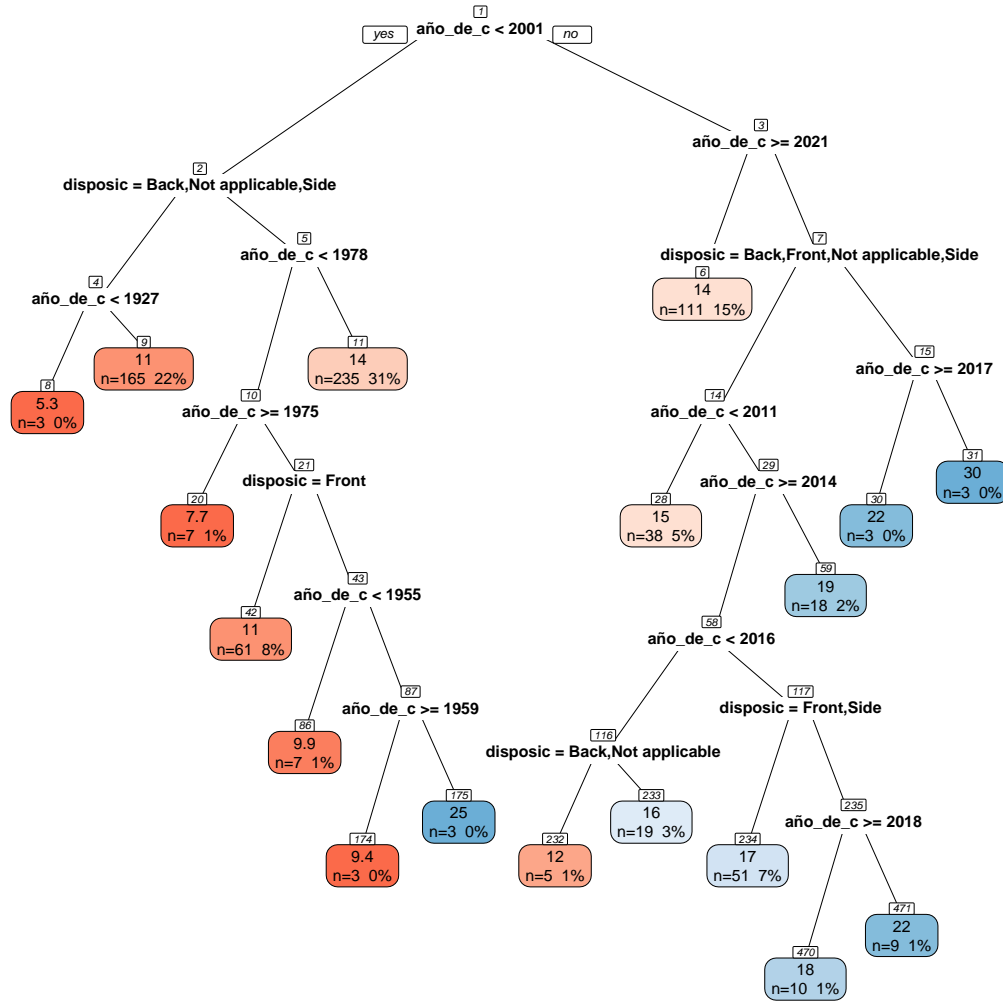 1
yes año_de_c < 2001 no
3
año_de_c >= 2021
2
disposic = Back,Not applicable,Side
5
año_de_c < 1978
7
disposic = Back,Front,Not applicable,Side
6
14
n=111 15%
4
año_de_c < 1927
9
11
n=165 22%
11
14
n=235 31%
15
año_de_c >= 2017
8
5.3
n=3 0%
10
año_de_c >= 1975
14
año_de_c < 2011
21
disposic = Front
29
año_de_c >= 2014
31
30
n=3 0%
20
7.7
n=7 1%
28
15
n=38 5%
30
22
n=3 0%
43
año_de_c < 1955
59
19
n=18 2%
42
11
n=61 8%
58
año_de_c < 2016
87
año_de_c >= 1959
117
disposic = Front,Side
86
9.9
n=7 1%
116
disposic = Back,Not applicable
175
25
n=3 0%
233
16
n=19 3%
235
año_de_c >= 2018
174
9.4
n=3 0%
232
12
n=5 1%
234
17
n=51 7%
471
22
n=9 1%
470
18
n=10 1%